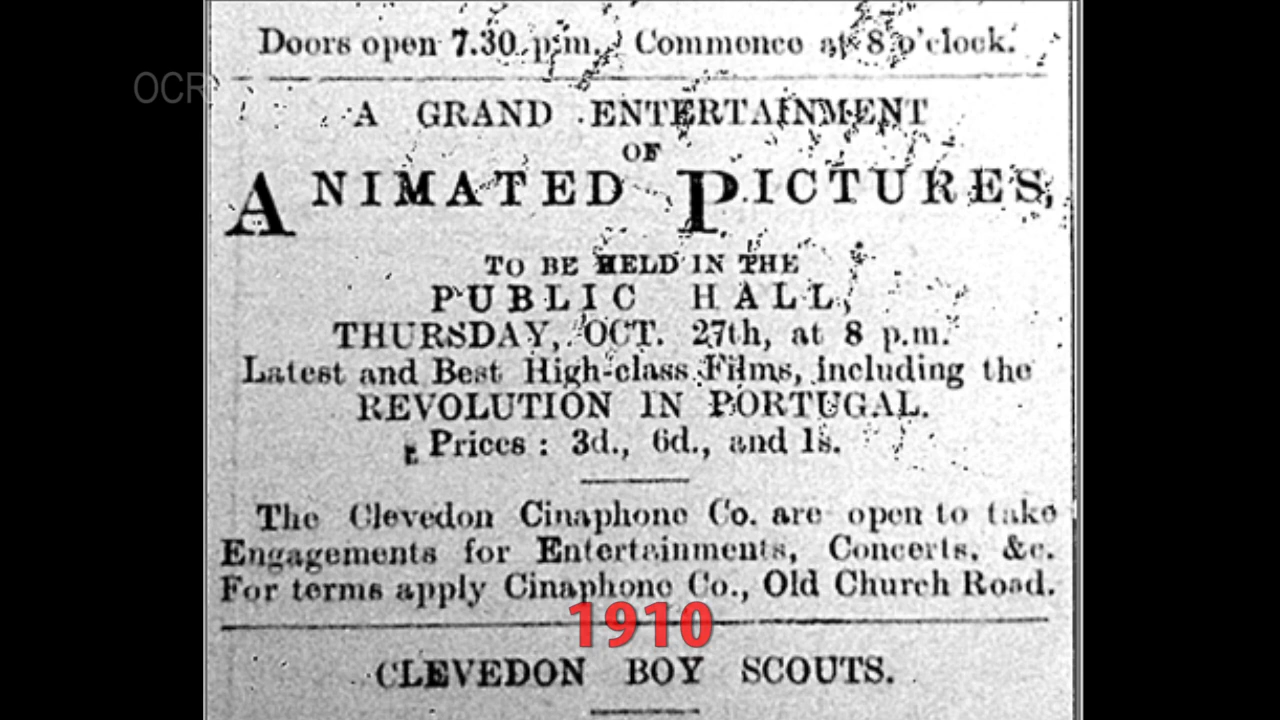 Doors open 7.30 p.m. Commence at 8 o'clock.
OCR
A GRAND ENTERTAINMENT
OF
ANIMATED PICTURES,
TO BE HELD IN THE
PUBLIC HALL,
THURSDAY, OCT. 27th, at 8 p.m.
Latest and Best High-class Films, including the
REVOLUTION IN PORTUGAL.
Prices : 3d., 6d., and 1s.
The Clevedon Cinaphone Co. are open to take
Engagements for Entertainments, Concerts, &c.
For terms apply Cinaphone Co., Old Church Road.
1910
CLEVEDON BOY SCOUTS.